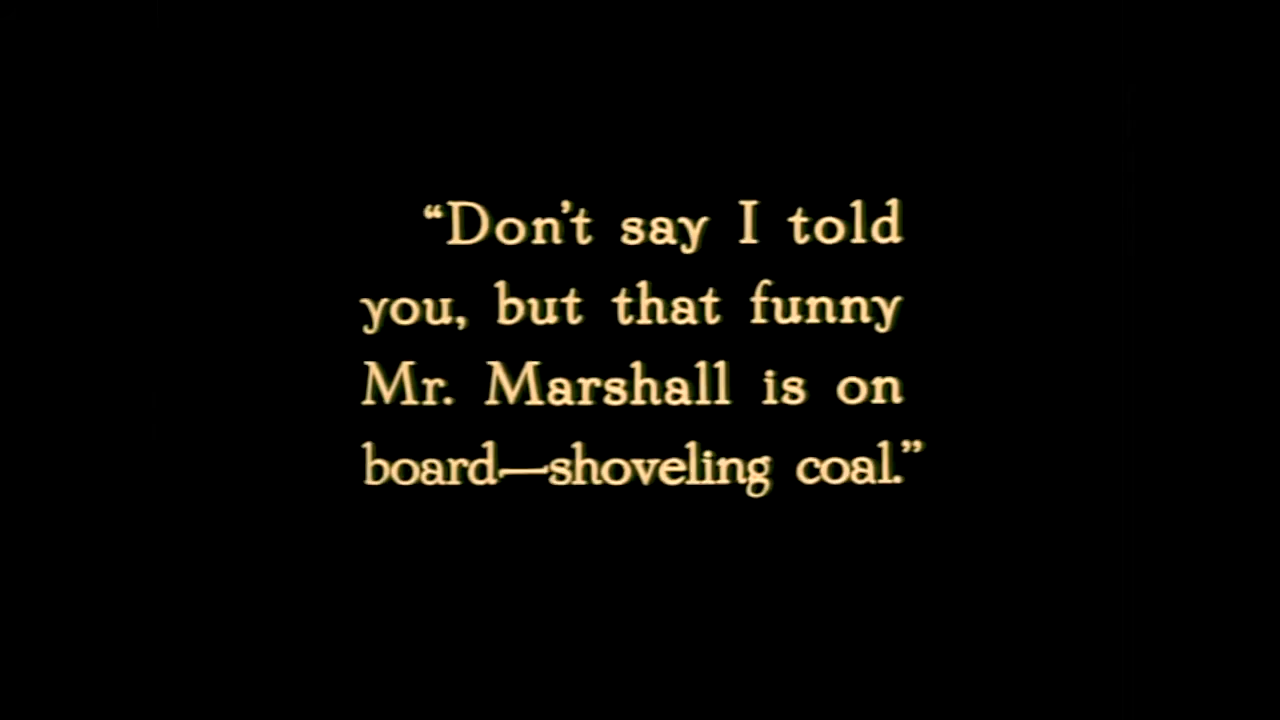 “Don’t say I told
you, but that funny
Mr. Marshall is on
board—shoveling coal.”